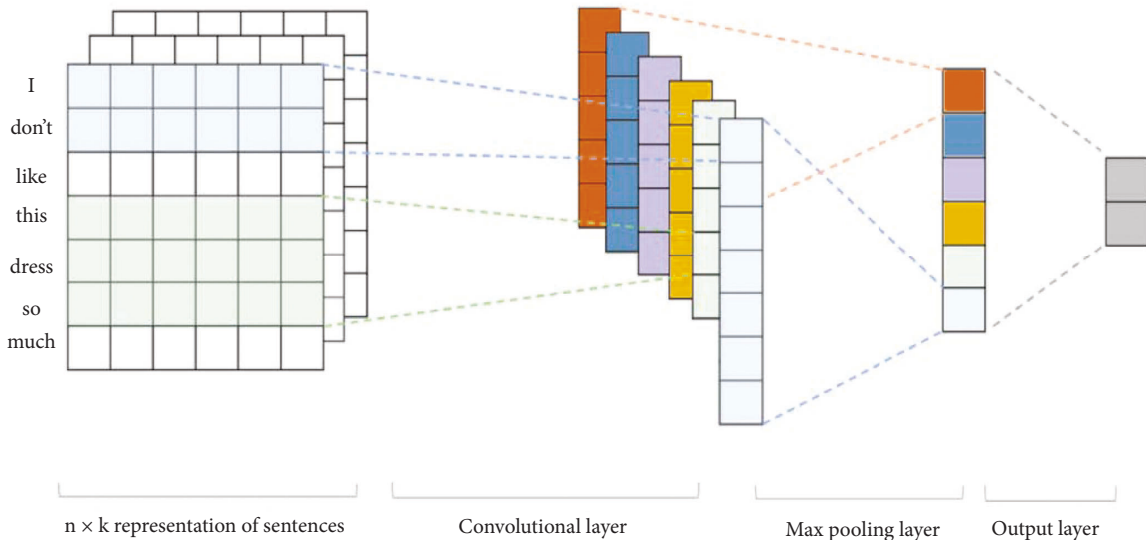 I
don't
like
this
dress
so
much
n × k representation of sentences
Convolutional layer
Max pooling layer
Output layer